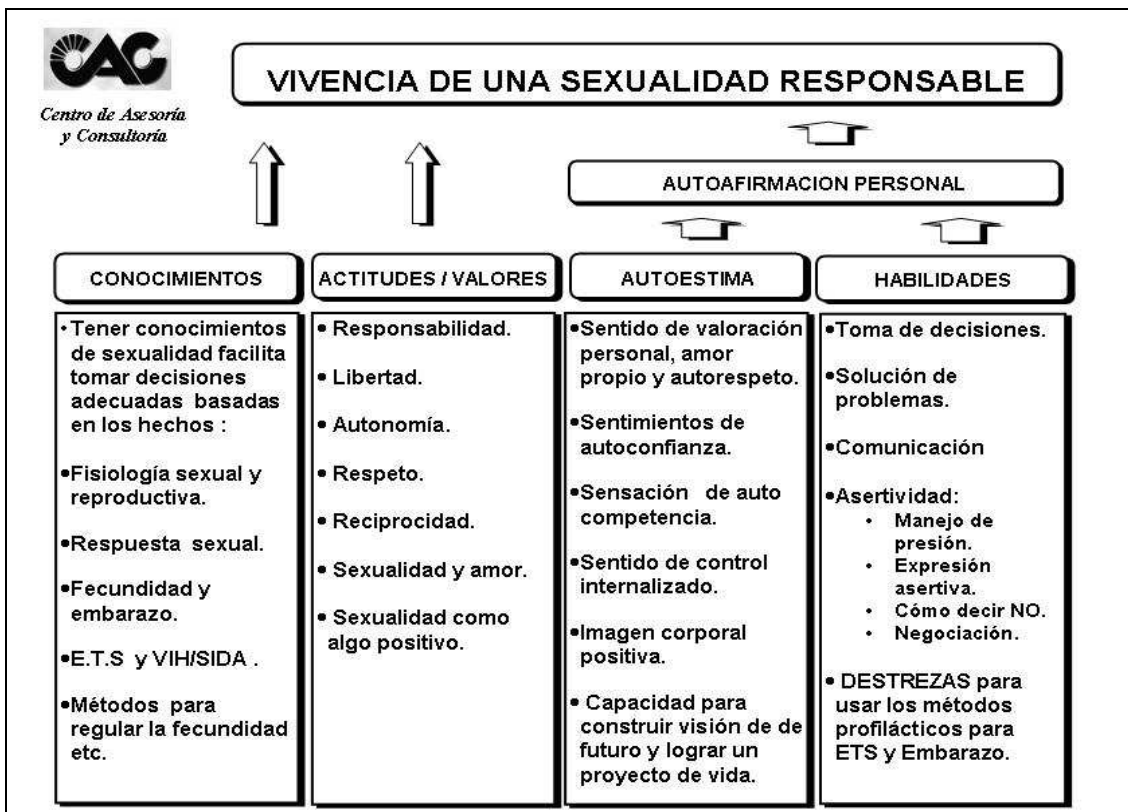 CAC
Centro de Asesoría
y Consultoría
VIVENCIA DE UNA SEXUALIDAD RESPONSABLE
AUTOAFIRMACION PERSONAL
CONOCIMIENTOS
• Tener conocimientos
de sexualidad facilita
tomar decisiones
adecuadas basadas
en los hechos :
•Fisiología sexual y
reproductiva.
•Respuesta sexual.
•Fecundidad y
embarazo.
•E.T.S y VIH/SIDA .
•Métodos para
regular la fecundidad
etc.
ACTITUDES / VALORES
• Responsabilidad.
• Libertad.
• Autonomía.
• Respeto.
• Reciprocidad.
• Sexualidad y amor.
• Sexualidad como
algo positivo.
AUTOESTIMA
•Sentido de valoración
personal, amor
propio y autorespeto.
•Sentimientos de
autoconfianza.
•Sensación de auto
competencia.
•Sentido de control
internalizado.
•Imagen corporal
positiva.
• Capacidad para
construir visión de de
futuro y lograr un
proyecto de vida.
HABILIDADES
•Toma de decisiones.
•Solución de
problemas.
•Comunicación
•Asertividad:
• Manejo de
presión.
• Expresión
asertiva.
• Cómo decir NO.
• Negociación.
• DESTREZAS para
usar los métodos
profilácticos para
ETS y Embarazo.